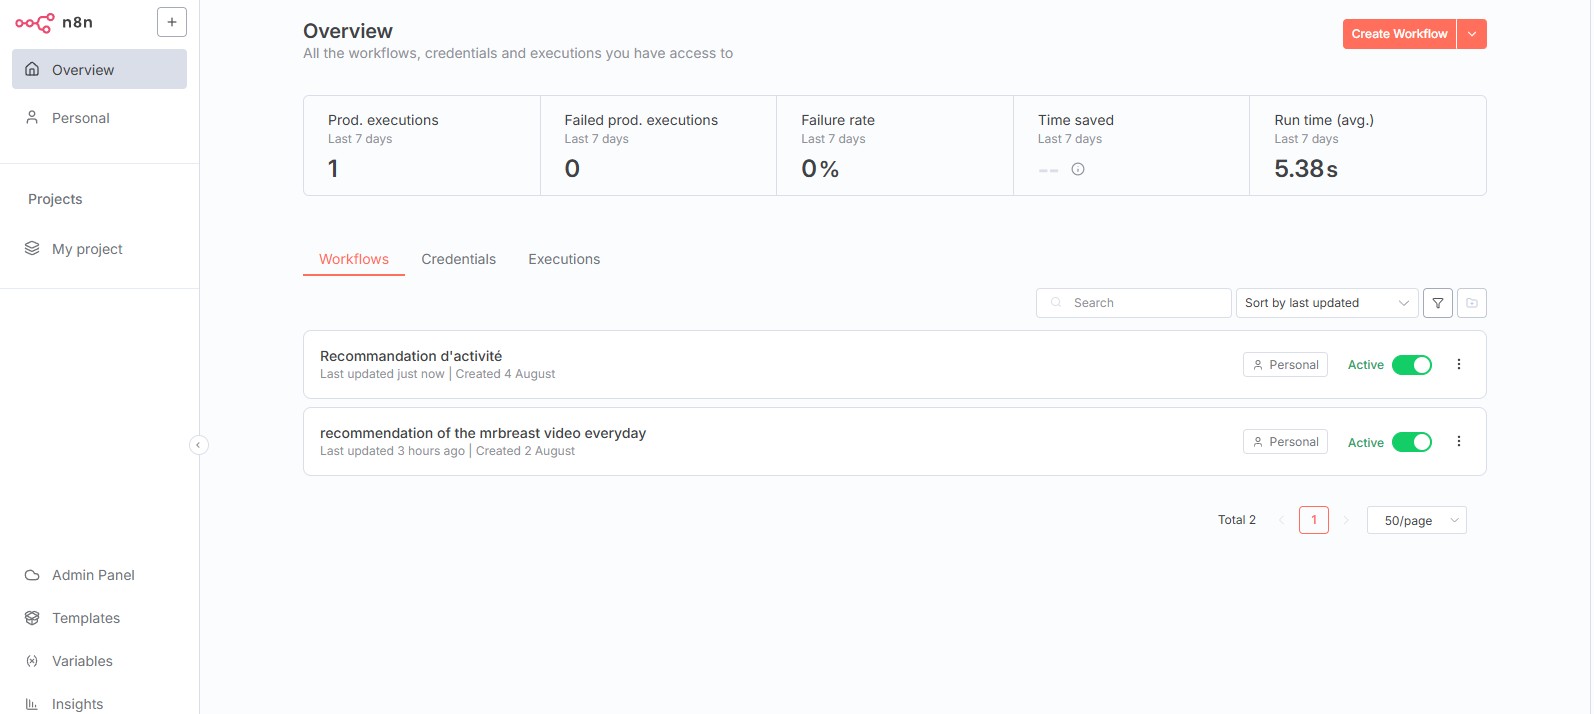 n8n
+
Overview
Personal
Projects
My project
Admin Panel
Templates
Variables
Insights
Overview
All the workflows, credentials and executions you have access to
Create Workflow
Prod. executions
Last 7 days
1
Failed prod. executions
Last 7 days
0
Failure rate
Last 7 days
0%
Time saved
Last 7 days
--
Run time (avg.)
Last 7 days
5.38s
Workflows Credentials Executions
Search Sort by last updated
Recommandation d'activité
Last updated just now | Created 4 August
Personal Active
recommendation of the mrbreast video everyday
Last updated 3 hours ago | Created 2 August
Personal Active
Total 2 1 50/page